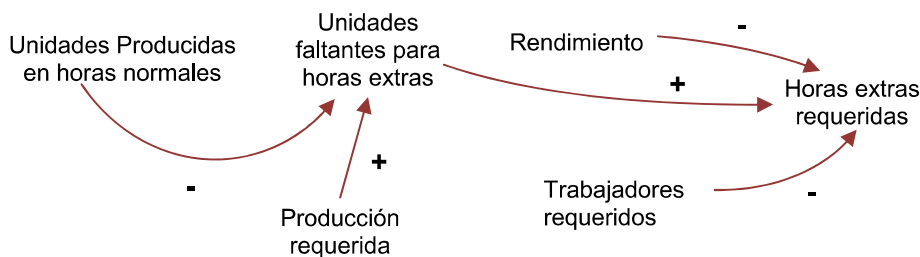 Unidades Producidas
en horas normales
Unidades
faltantes para
horas extras
Rendimiento
-
+
Horas extras
requeridas
-
+
Producción
requerida
Trabajadores
requeridos
-